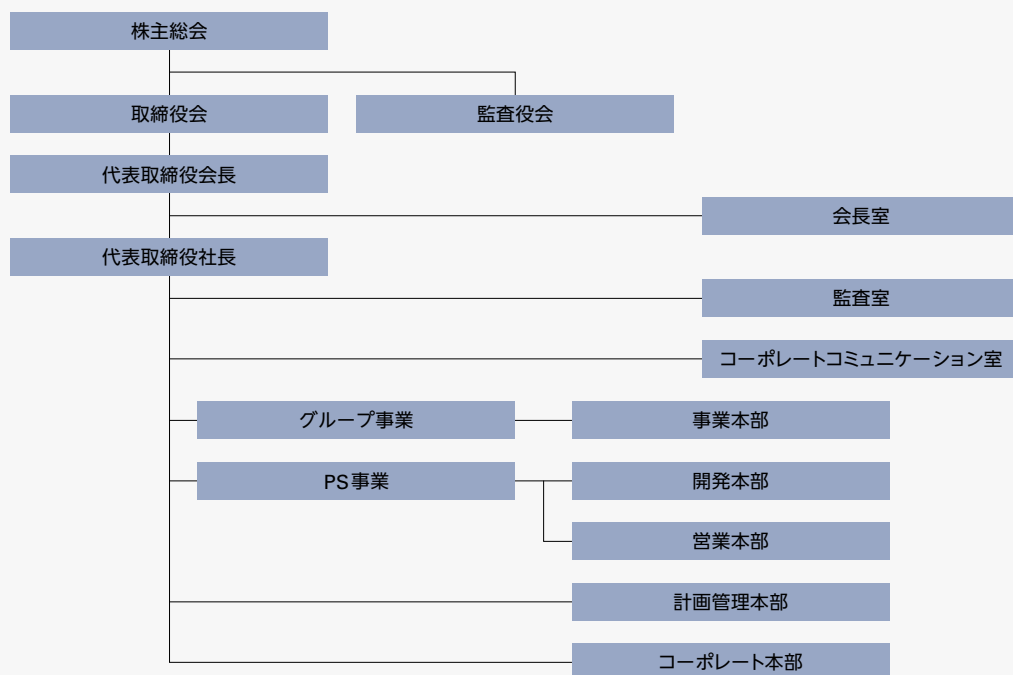 株主総会
取締役会
監査役会
代表取締役会長
会長室
代表取締役社長
監査室
コーポレートコミュニケーション室
グループ事業
事業本部
PS事業
開発本部
営業本部
計画管理本部
コーポレート本部